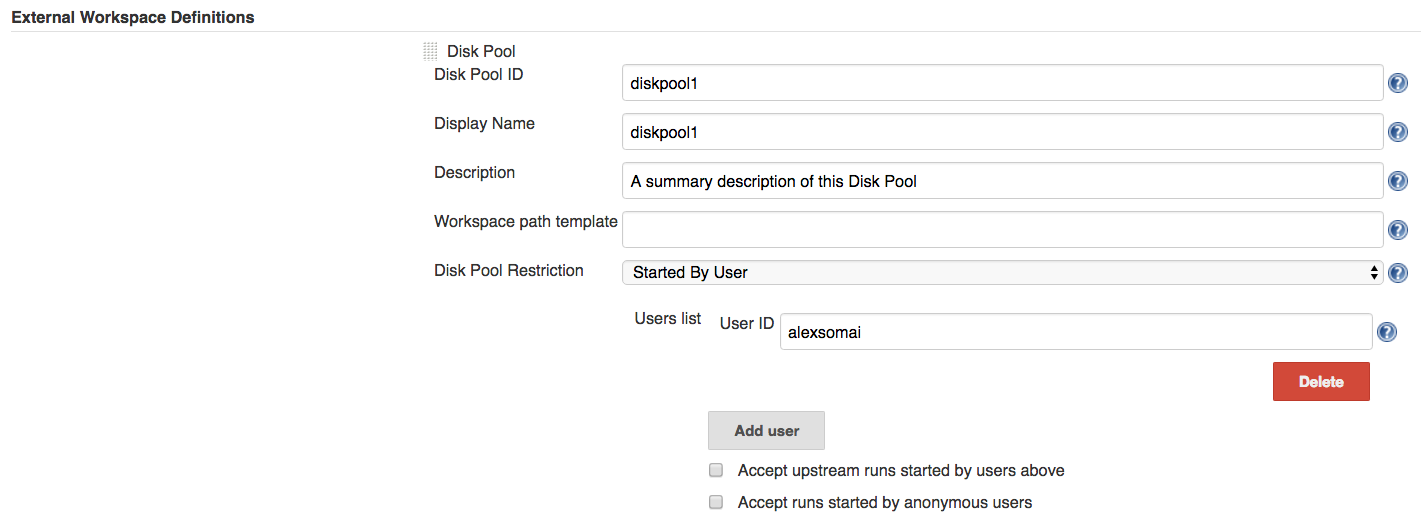 External Workspace Definitions
Disk Pool
Disk Pool ID diskpool1 ?
Display Name diskpool1 ?
Description A summary description of this Disk Pool ?
Workspace path template ?
Disk Pool Restriction Started By User ?
Users list User ID alexsomai ?
Delete
Add user
Accept upstream runs started by users above
Accept runs started by anonymous users